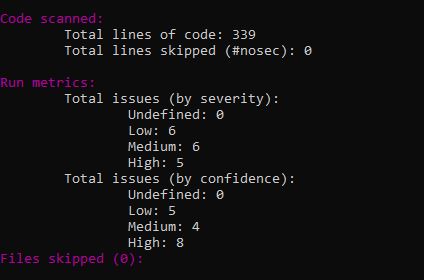 Code scanned:
Total lines of code: 339
Total lines skipped (#nosec): 0
Run metrics:
Total issues (by severity):
Undefined: 0
Low: 6
Medium: 6
High: 5
Total issues (by confidence):
Undefined: 0
Low: 5
Medium: 4
High: 8
Files skipped (0):